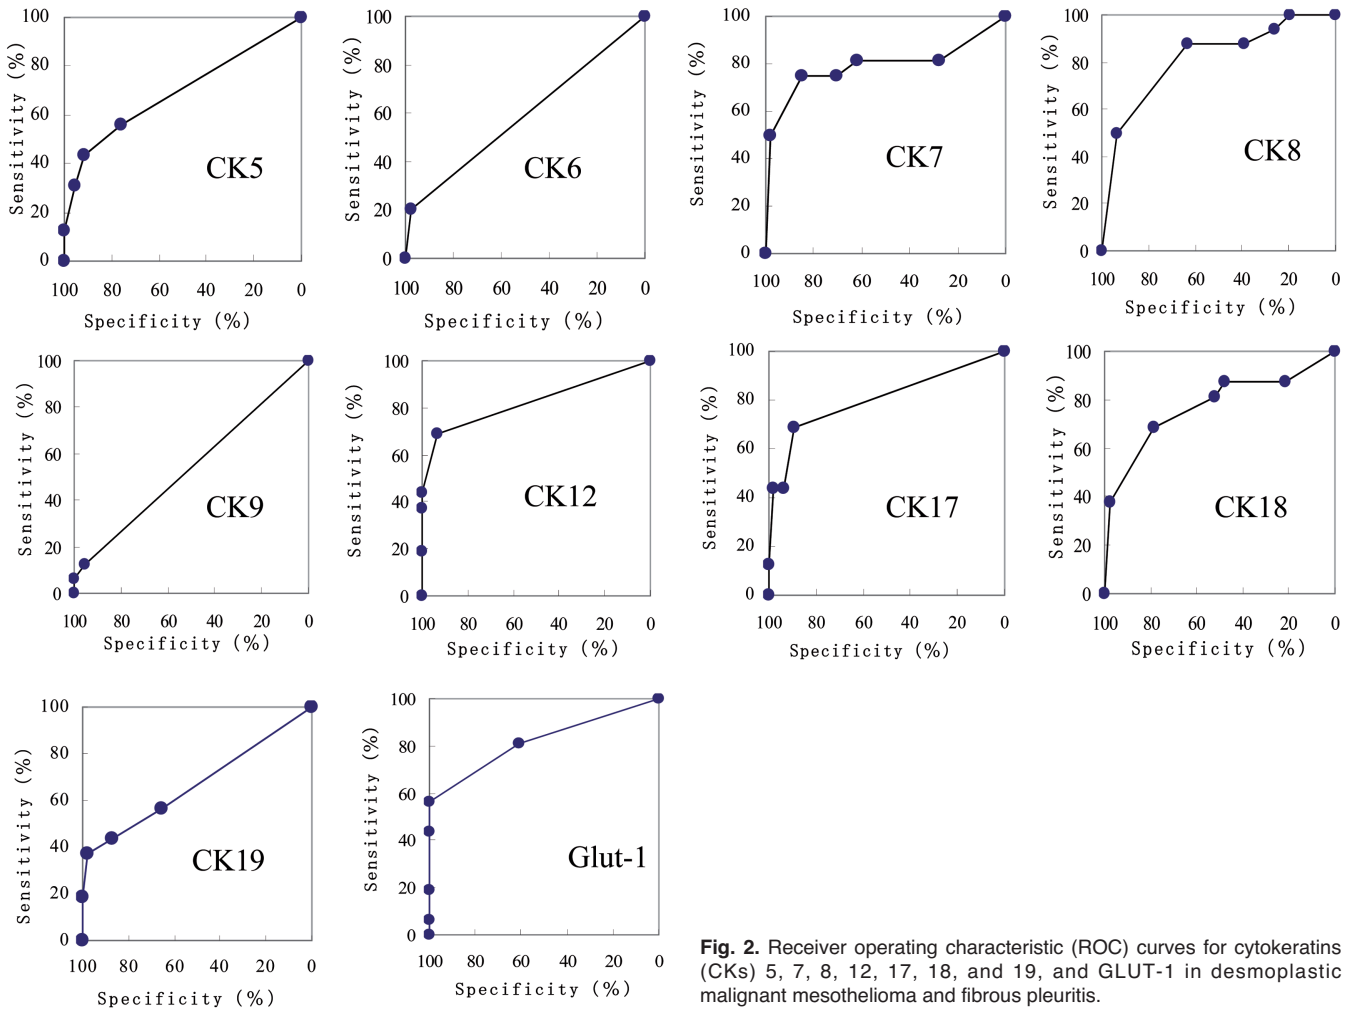 100
80
60
40
20
0
Sensitivity (%)
CK5
100 80 60 40 20 0
Specificity (%)
100
80
60
40
20
0
Sensitivity (%)
CK6
100 80 60 40 20 0
Specificity (%)
100
80
60
40
20
0
Sensitivity (%)
CK7
100 80 60 40 20 0
Specificity (%)
100
80
60
40
20
0
Sensitivity (%)
CK8
100 80 60 40 20 0
Specificity (%)
100
80
60
40
20
0
Sensitivity (%)
CK9
100 80 60 40 20 0
Specificity (%)
100
80
60
40
20
0
Sensitivity (%)
CK12
100 80 60 40 20 0
Specificity (%)
100
80
60
40
20
0
Sensitivity (%)
CK17
100 80 60 40 20 0
Specificity (%)
100
80
60
40
20
0
Sensitivity (%)
CK18
100 80 60 40 20 0
Specificity (%)
100
80
60
40
20
0
Sensitivity (%)
CK19
100 80 60 40 20 0
Specificity (%)
100
80
60
40
20
0
Sensitivity (%)
Glut-1
100 80 60 40 20 0
Specificity (%)
Fig. 2. Receiver operating characteristic (ROC) curves for cytokeratins
(CKs) 5, 7, 8, 12, 17, 18, and 19, and GLUT-1 in desmoplastic
malignant mesothelioma and fibrous pleuritis.